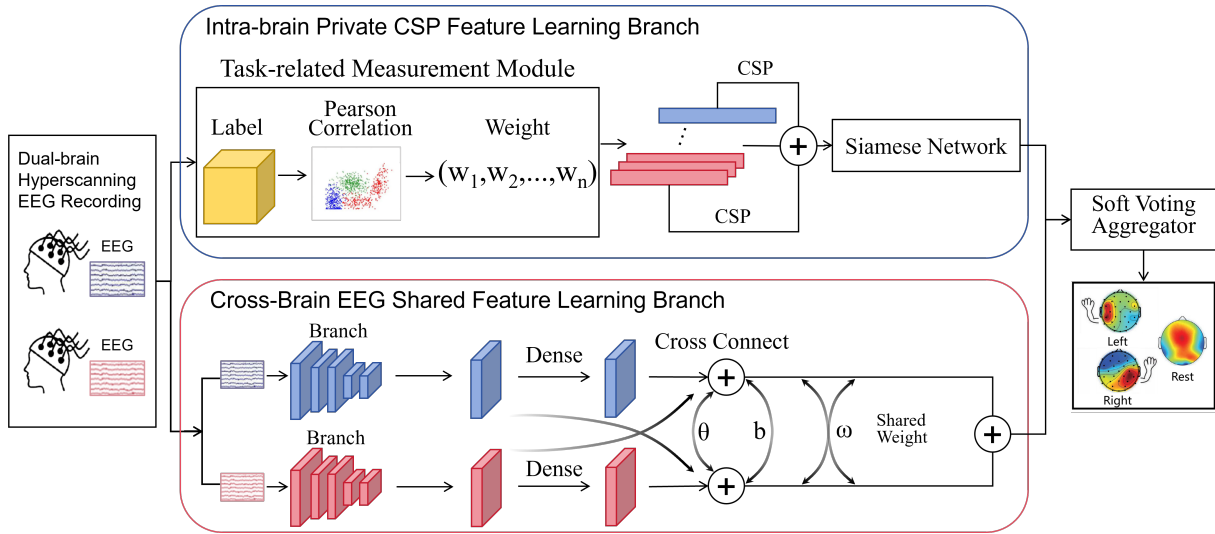 Intra-brain Private CSP Feature Learning Branch
Task-related Measurement Module
Label
Pearson
Correlation
Weight
(w1,w2,...,wn)
CSP
CSP
+
Siamese Network
Dual-brain
Hyperscanning
EEG Recording
EEG
EEG
Soft Voting
Aggregator
Left
Right
Rest
Cross-Brain EEG Shared Feature Learning Branch
Branch
Dense
Cross Connect
+
θ
b
ω
Shared
Weight
+
Branch
Dense
+